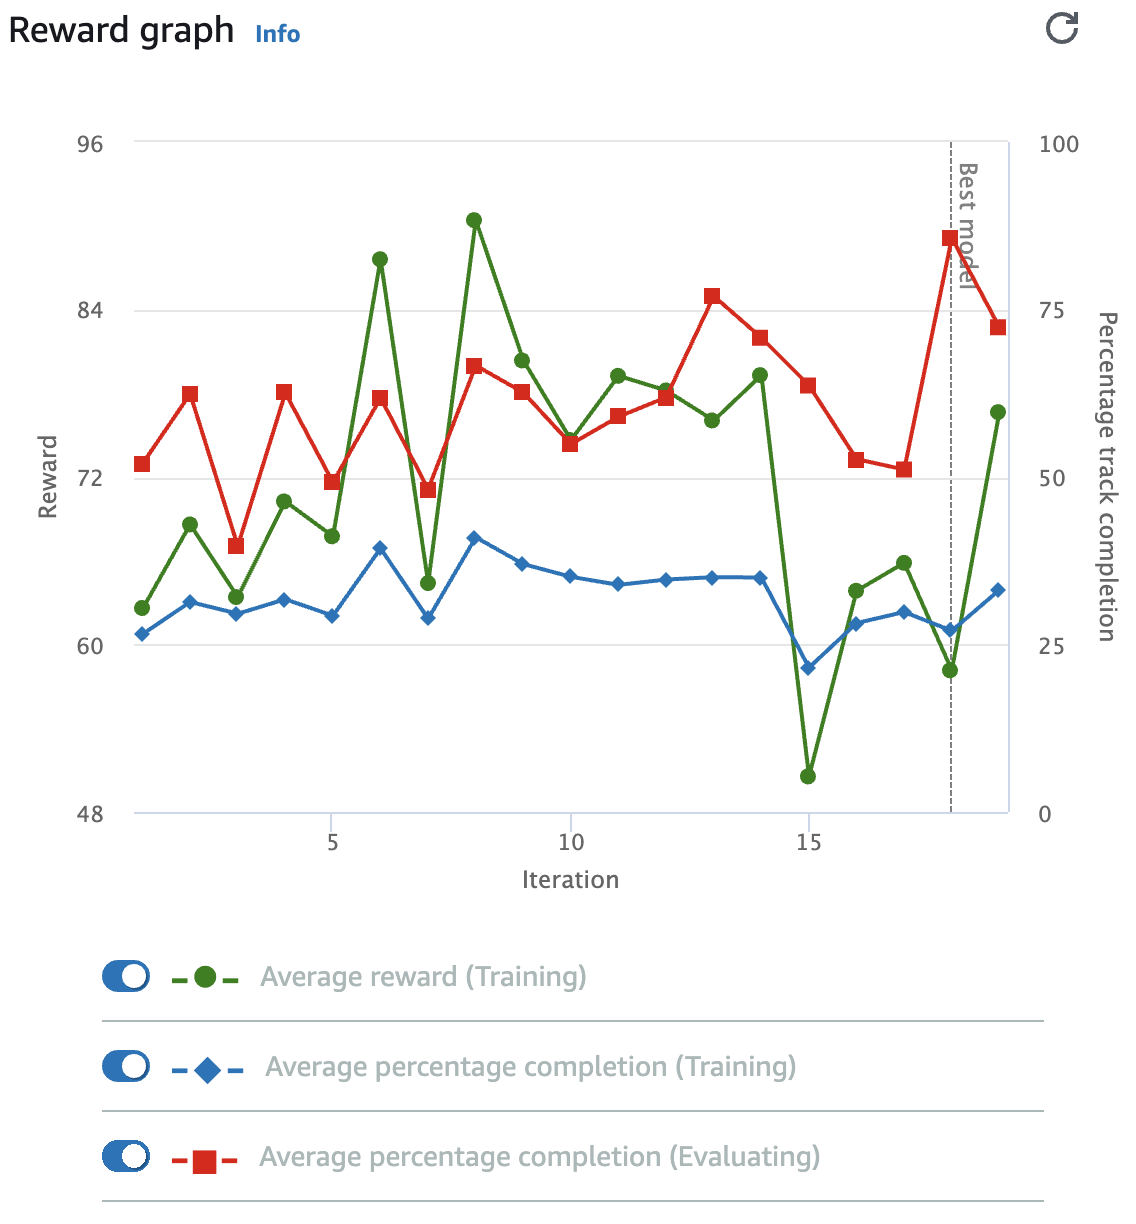 Reward graph Info
96
100
Best model
84
75
Reward
Percentage track completion
72
50
60
25
48
0
5
10
15
Iteration
Average reward (Training)
Average percentage completion (Training)
Average percentage completion (Evaluating)